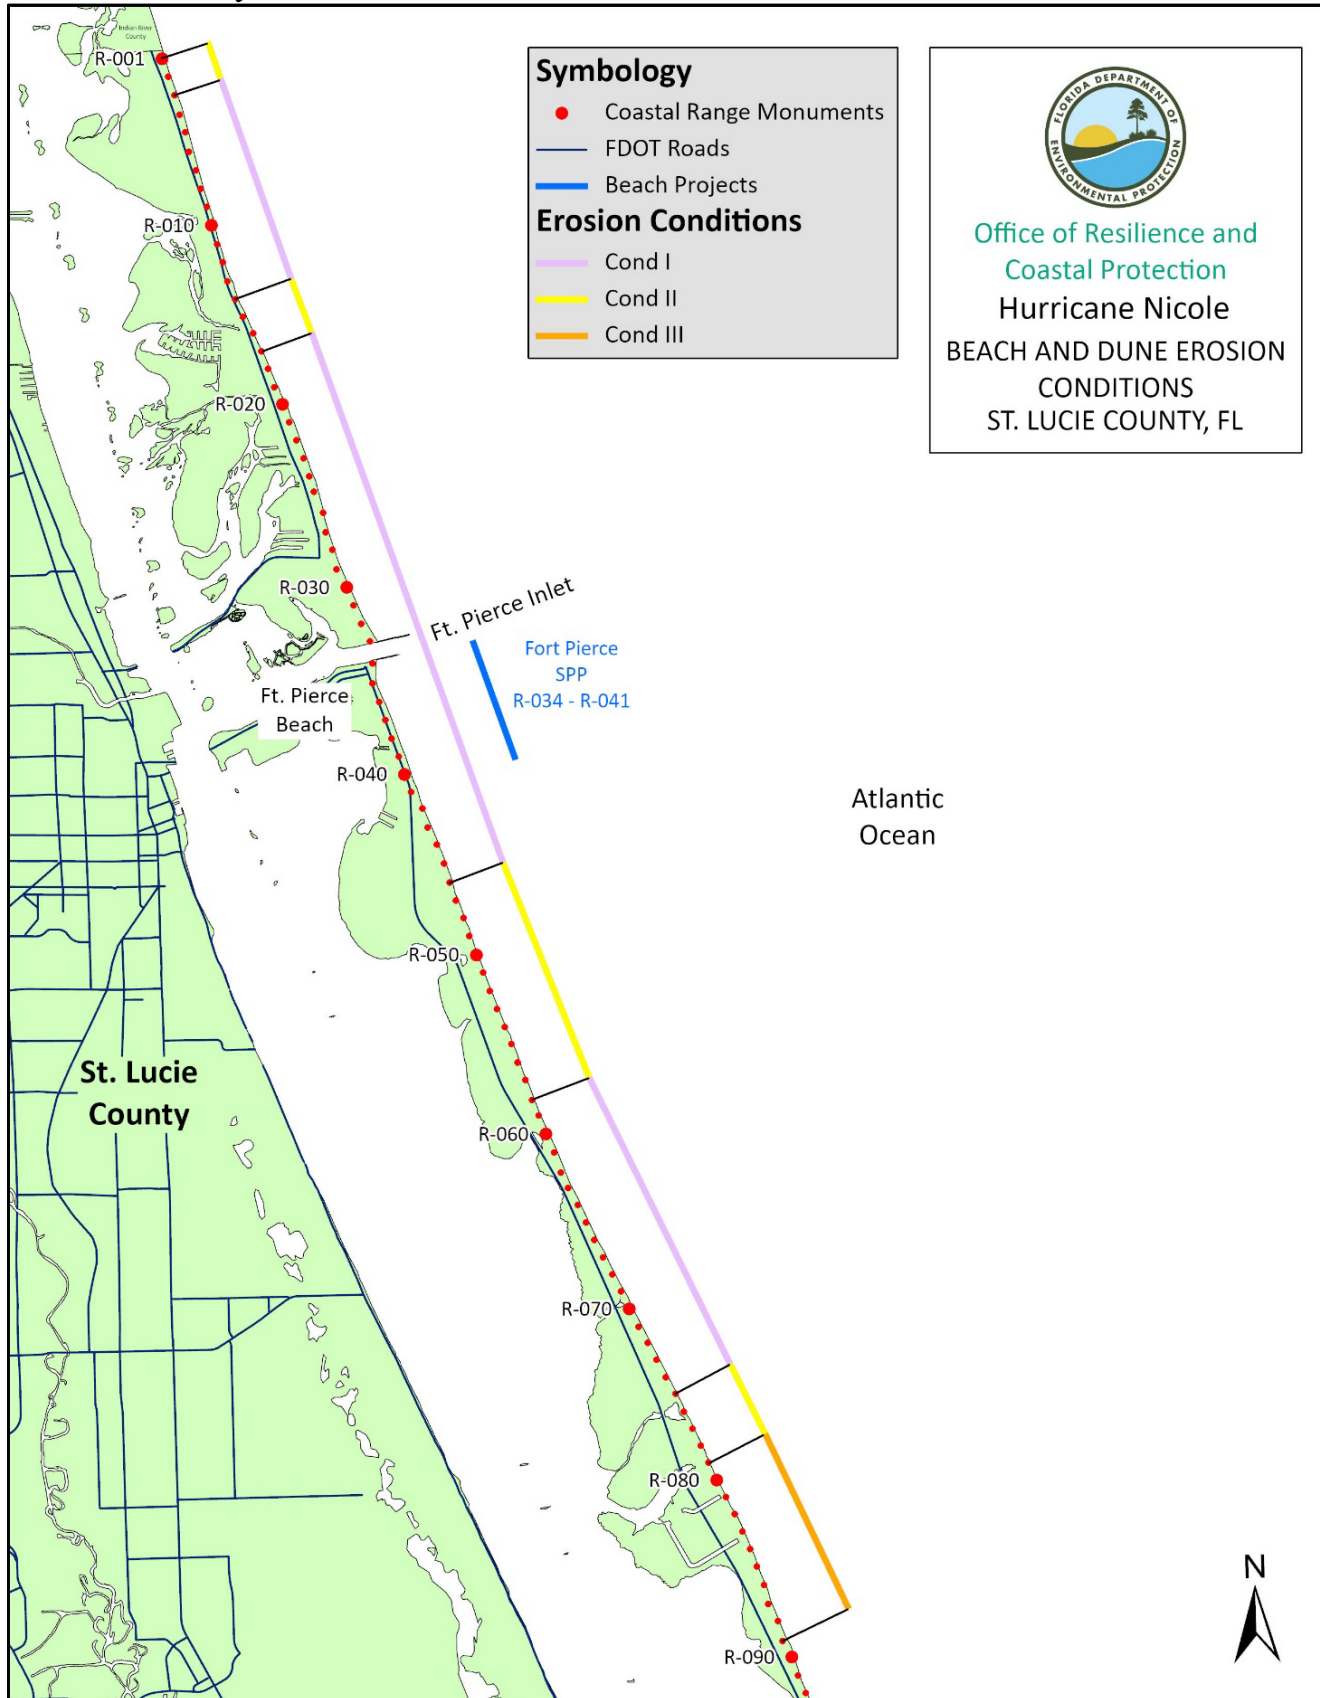 Indian River
County
R-001
R-010
R-020
R-030
Ft. Pierce Inlet
Ft. Pierce
Beach
R-040
R-050
R-060
R-070
R-080
R-090
St. Lucie
County
Fort Pierce
SPP
R-034 - R-041
Atlantic
Ocean
Symbology
Coastal Range Monuments
FDOT Roads
Beach Projects
Erosion Conditions
Cond I
Cond II
Cond III
FLORIDA DEPARTMENT OF
ENVIRONMENTAL PROTECTION
Office of Resilience and
Coastal Protection
Hurricane Nicole
BEACH AND DUNE EROSION
CONDITIONS
ST. LUCIE COUNTY, FL
N